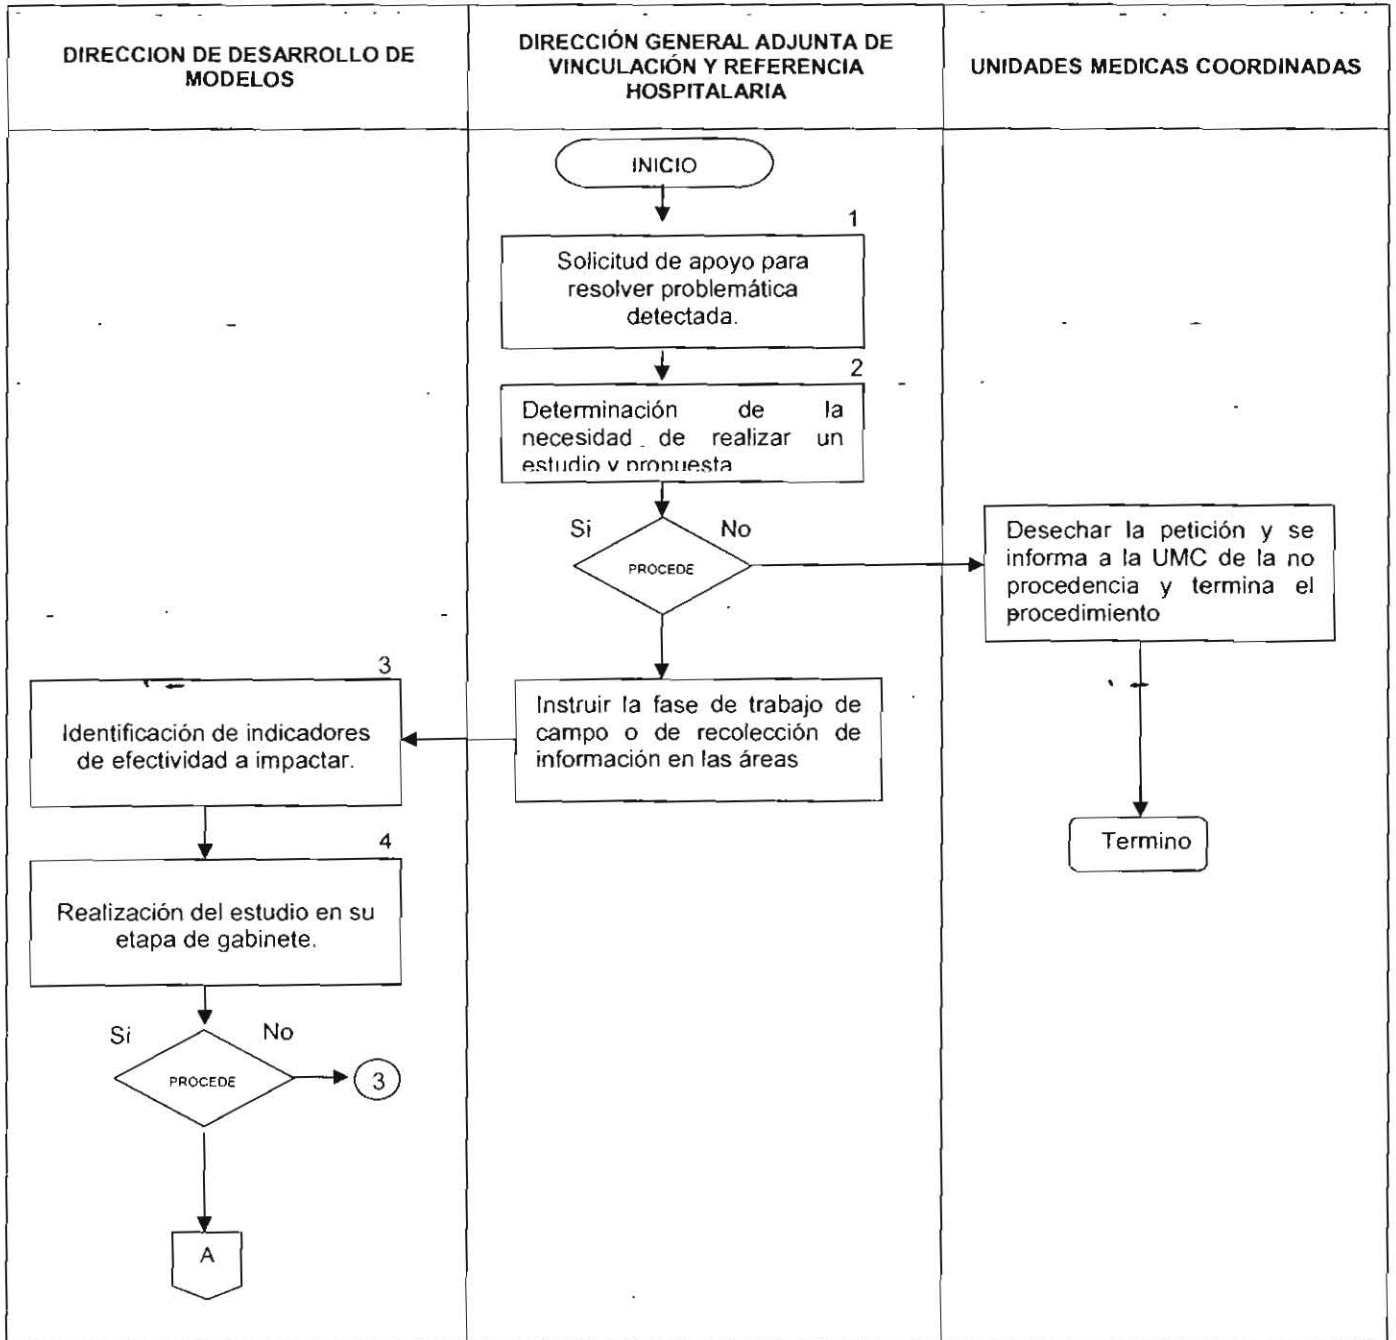 DIRECCION DE DESARROLLO DE
MODELOS
DIRECCIÓN GENERAL ADJUNTA DE
VINCULACIÓN Y REFERENCIA
HOSPITALARIA
UNIDADES MEDICAS COORDINADAS
INICIO
1
Solicitud de apoyo para
resolver problemática
detectada.
2
Determinación de la
necesidad de realizar un
estudio y propuesta
Si
No
PROCEDE
Desechar la petición y se
informa a la UMC de la no
procedencia y termina el
procedimiento
3
Identificación de indicadores
de efectividad a impactar.
Instruir la fase de trabajo de
campo o de recolección de
información en las áreas
Termino
4
Realización del estudio en su
etapa de gabinete.
Sí
No
PROCEDE
3
A